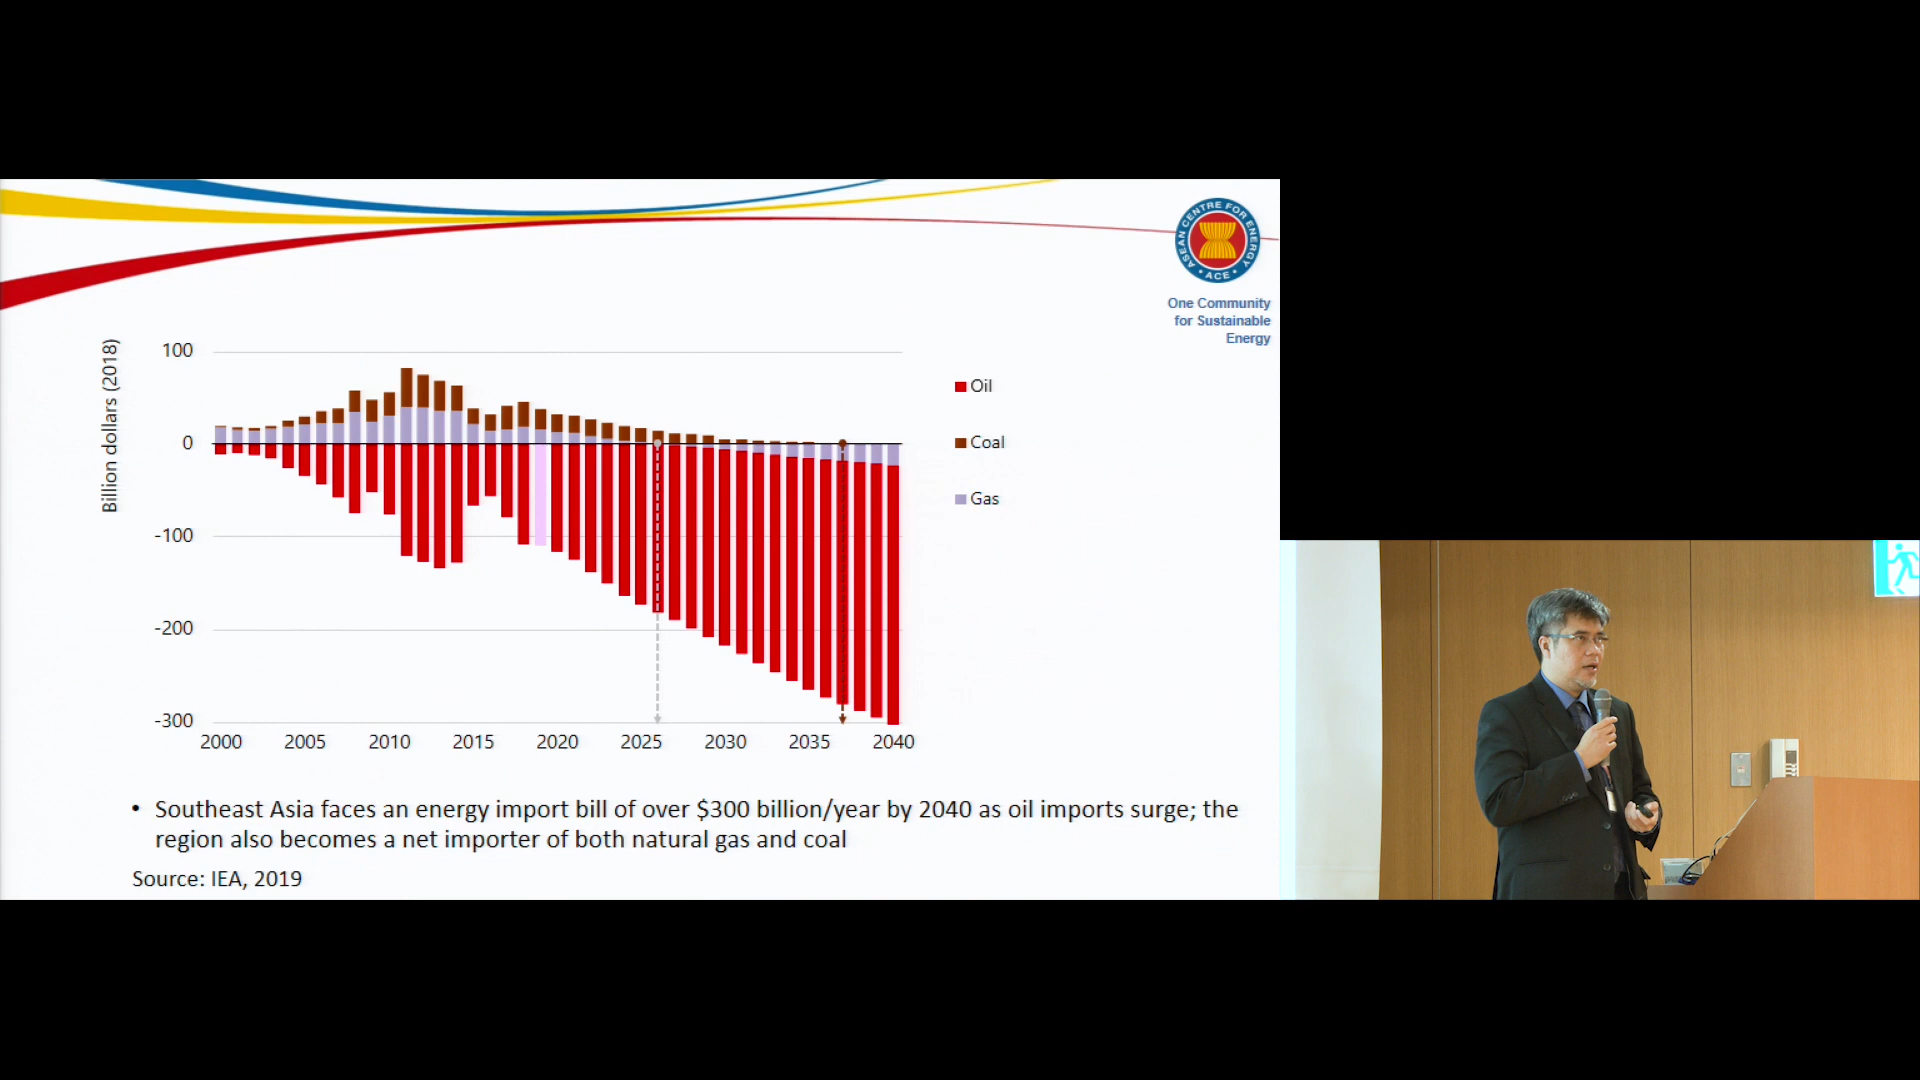 ASEAN CENTRE FOR ENERGY
• ACE •
One Community
for Sustainable
Energy
Billion dollars (2018)
100
0
-100
-200
-300
2000 2005 2010 2015 2020 2025 2030 2035 2040
Oil
Coal
Gas
• Southeast Asia faces an energy import bill of over $300 billion/year by 2040 as oil imports surge; the
region also becomes a net importer of both natural gas and coal
Source: IEA, 2019